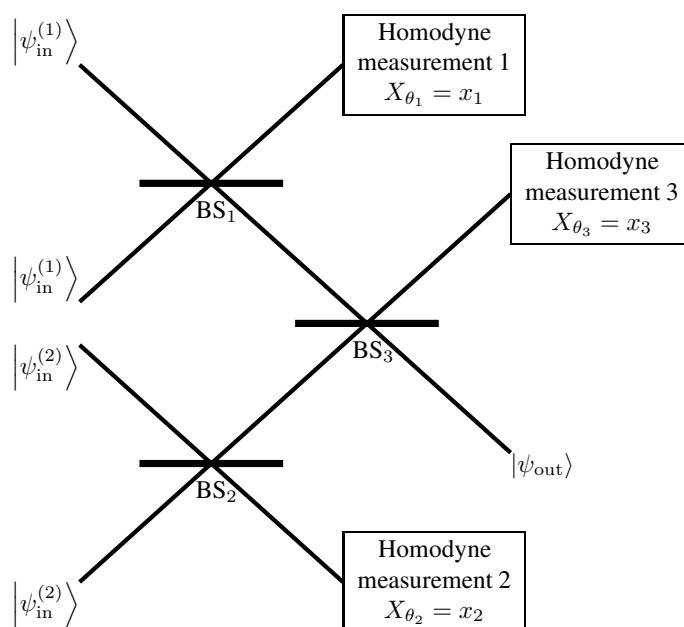 |ψ_in^(1)⟩
Homodyne
measurement 1
X_θ₁ = x₁
Homodyne
measurement 3
X_θ₃ = x₃
BS₁
|ψ_in^(1)⟩
|ψ_in^(2)⟩
BS₃
|ψ_out⟩
BS₂
Homodyne
measurement 2
X_θ₂ = x₂
|ψ_in^(2)⟩